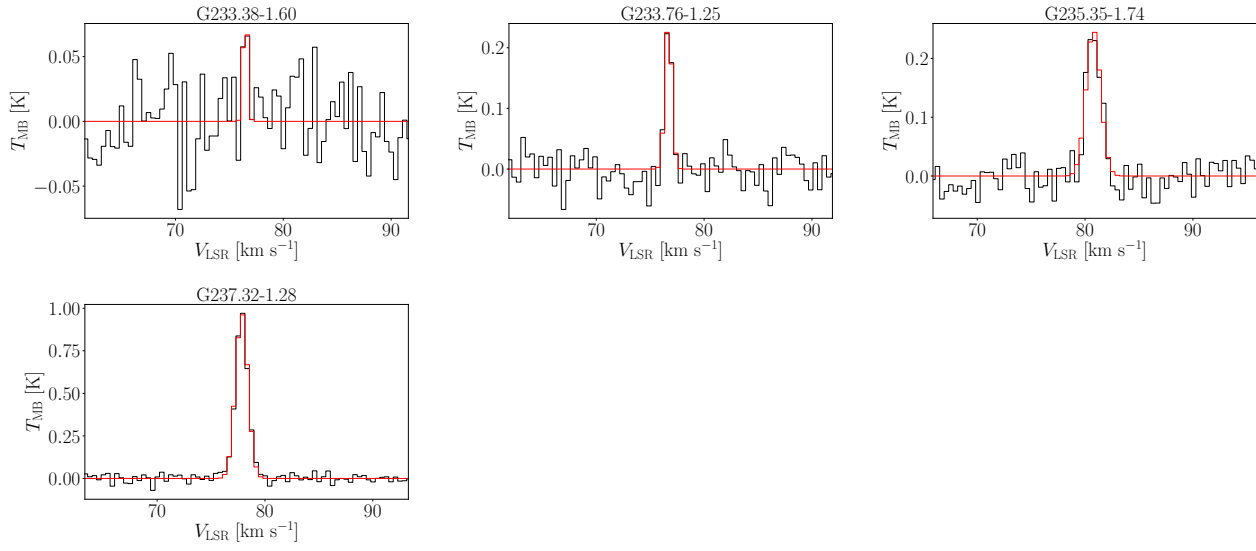 G233.38-1.60
G233.76-1.25
G235.35-1.74
0.05
0.00
−0.05
T_MB [K]
70 80 90
V_LSR [km s⁻¹]
0.2
0.1
0.0
T_MB [K]
70 80 90
V_LSR [km s⁻¹]
0.2
0.1
0.0
T_MB [K]
70 80 90
V_LSR [km s⁻¹]
G237.32-1.28
1.00
0.75
0.50
0.25
0.00
T_MB [K]
70 80 90
V_LSR [km s⁻¹]